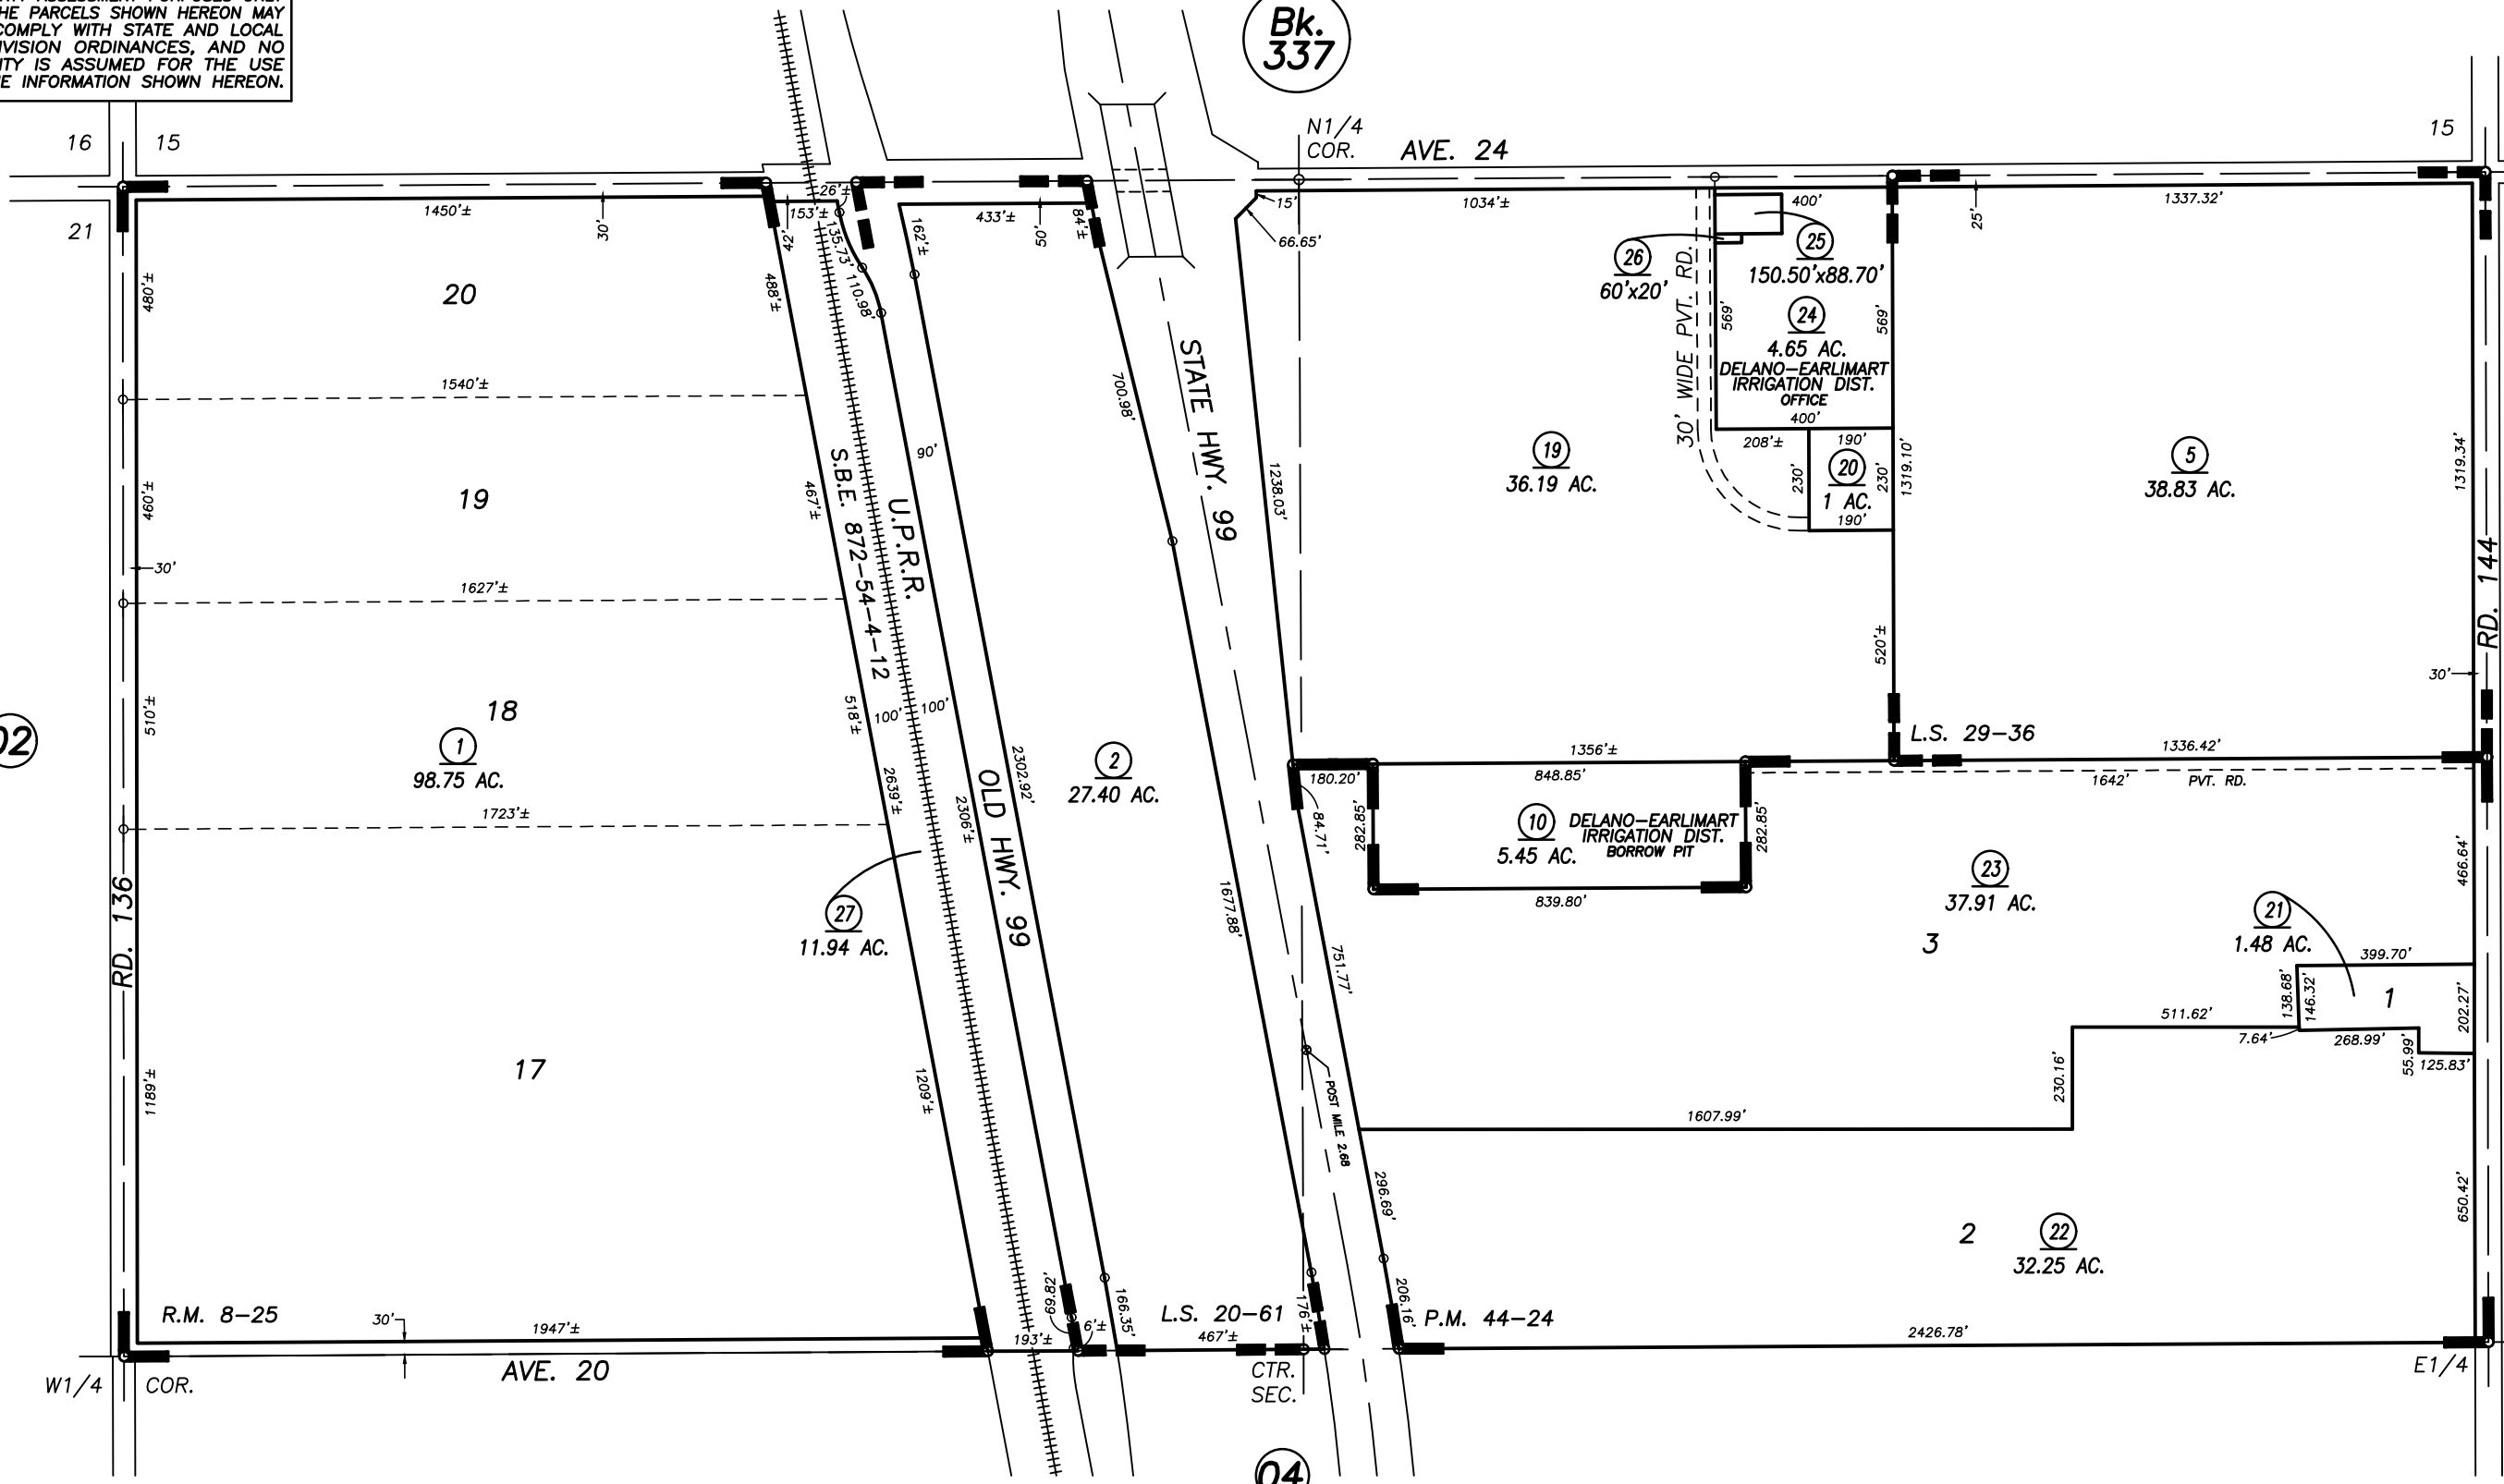 THE PARCELS SHOWN HEREON MAY
COMPLY WITH STATE AND LOCAL
ORDINANCES, AND NO
IS ASSUMED FOR THE USE
INFORMATION SHOWN HEREON.
Bk.
337
16
15
N1/4
COR.
AVE. 24
15
21
1450'±
30'
42'
153'±
26'±
135.73'
110.98'
162'±
433'±
50'
84'±
15'
66.65'
1034'±
400'
25'
1337.32'
480'±
20
488'±
26
60'x20'
25
150.50'x88.70'
30' WIDE PVT. RD.
569'
24
4.65 AC.
DELANO-EARLIMART
IRRIGATION DIST.
OFFICE
400'
569'
1540'±
700.98'
STATE HWY. 99
90'
S.B.E. 872-54-4-12
U.P.R.R.
19
36.19 AC.
208'±
190'
230'
20
1 AC.
190'
230'
1319.10'
5
38.83 AC.
1319.34'
460'±
19
467'±
1238.03'
30'
1627'±
RD. 144
520'±
30'
510'±
18
1
98.75 AC.
518'±
100'
100'
2639'±
2302.92'
2
27.40 AC.
L.S. 29-36
1356'±
1336.42'
180.20'
848.85'
1642'
PVT. RD.
02
1723'±
2306'±
OLD HWY. 99
84.71'
282.85'
10
5.45 AC.
DELANO-EARLIMART
IRRIGATION DIST.
BORROW PIT
282.85'
839.80'
23
37.91 AC.
3
466.64'
RD. 136
27
11.94 AC.
1677.88'
751.77'
21
1.48 AC.
399.70'
138.68'
146.32'
1
202.27'
511.62'
7.64'
268.99'
55.99'
125.83'
17
1189'±
1209'±
POST MILE 2.68
230.16'
1607.99'
296.69'
650.42'
2
22
32.25 AC.
R.M. 8-25
30'
1947'±
193'±
69.82'
6'±
166.35'
L.S. 20-61
467'±
176'±
206.16'
P.M. 44-24
2426.78'
W1/4
COR.
AVE. 20
CTR.
SEC.
E1/4
04